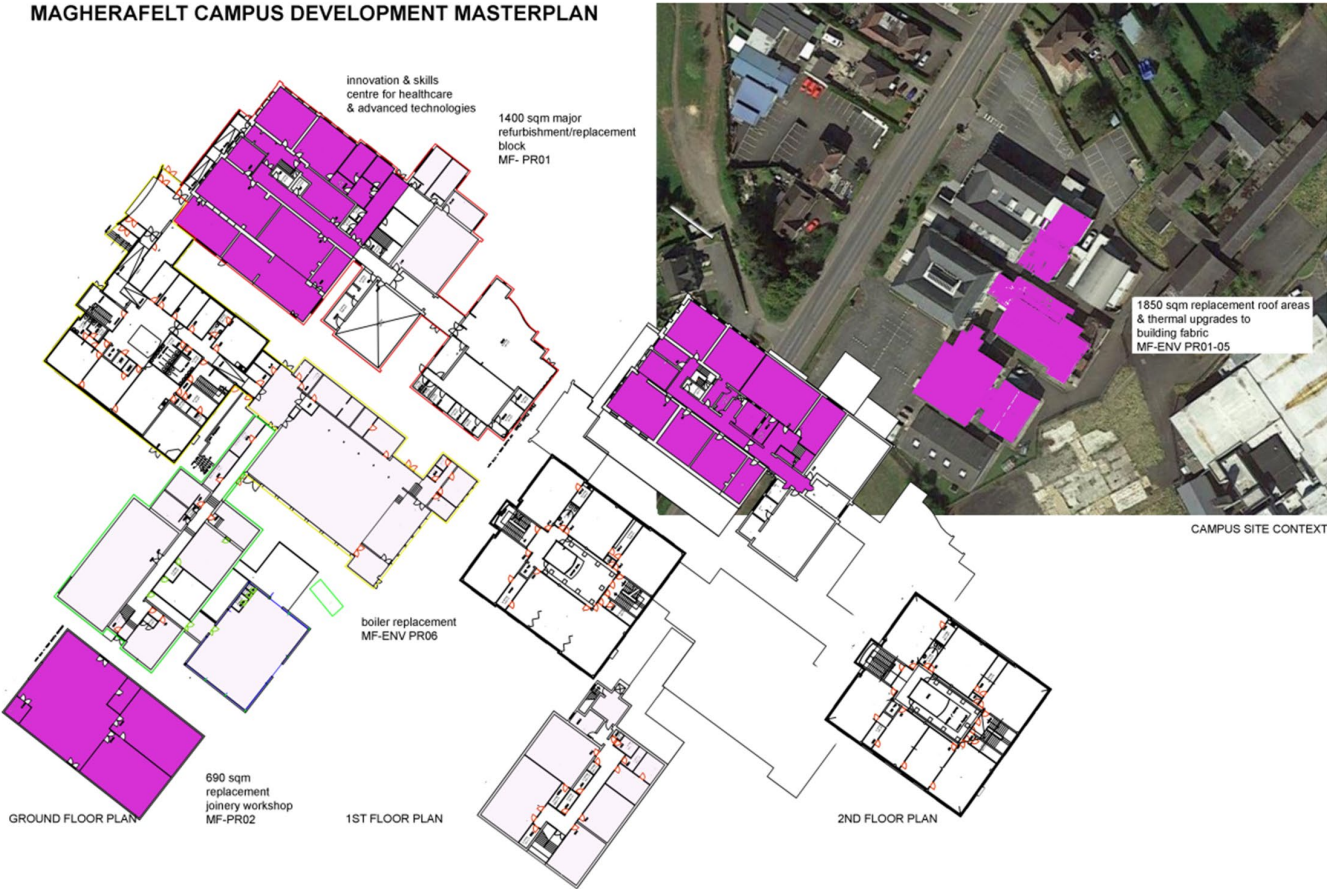 MAGHERAFELT CAMPUS DEVELOPMENT MASTERPLAN
innovation & skills
centre for healthcare
& advanced technologies
1400 sqm major
refurbishment/replacement
block
MF- PR01
1850 sqm replacement roof areas
& thermal upgrades to
building fabric
MF-ENV PR01-05
CAMPUS SITE CONTEXT
boiler replacement
MF-ENV PR06
690 sqm
replacement
joinery workshop
MF-PR02
GROUND FLOOR PLAN
1ST FLOOR PLAN
2ND FLOOR PLAN